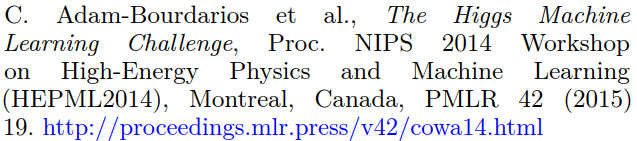 C. Adam-Bourdarios et al., The Higgs Machine
Learning Challenge, Proc. NIPS 2014 Workshop
on High-Energy Physics and Machine Learning
(HEPML2014), Montreal, Canada, PMLR 42 (2015)
19. http://proceedings.mlr.press/v42/cowa14.html